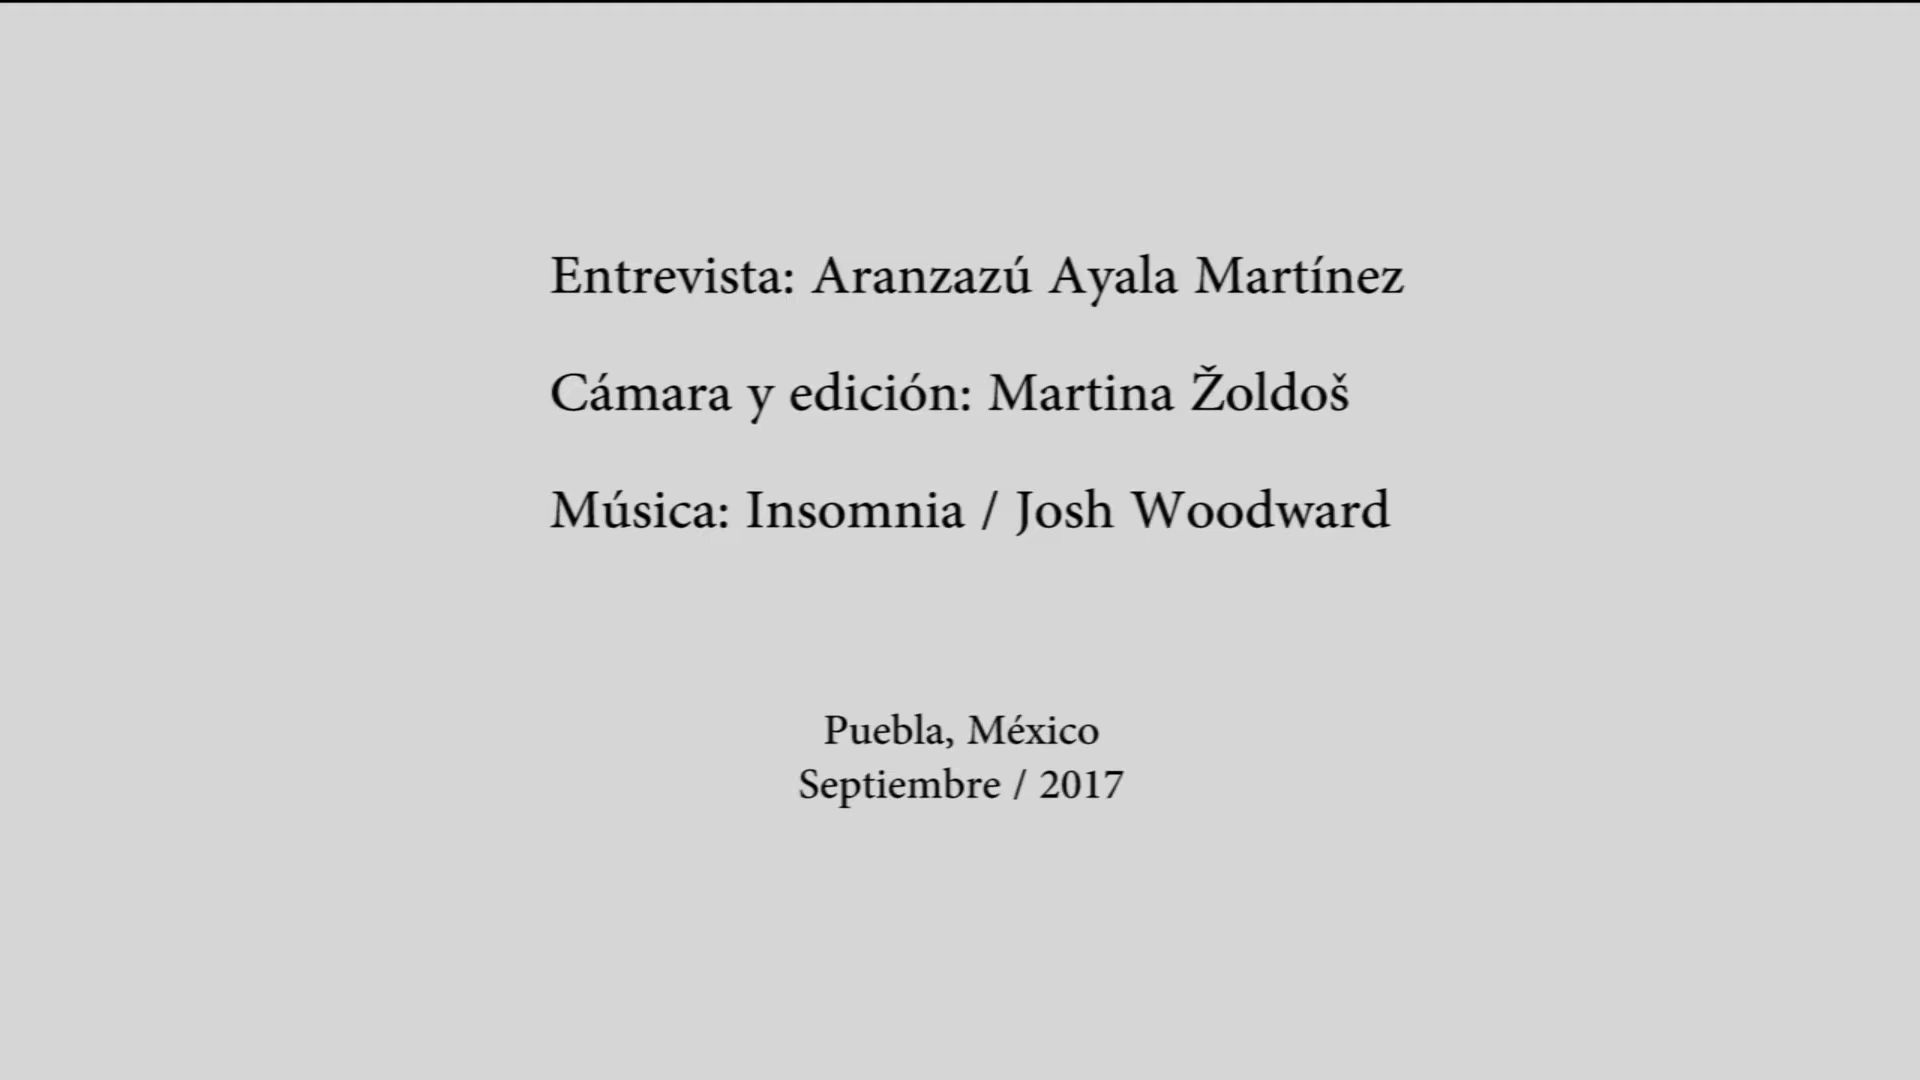 Entrevista: Aranzazú Ayala Martínez
Cámara y edición: Martina Žoldoš
Música: Insomnia / Josh Woodward
Puebla, México
Septiembre / 2017